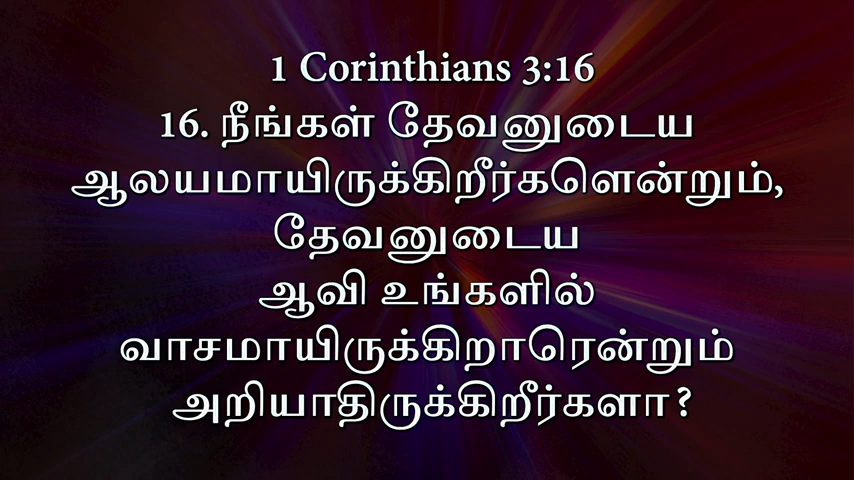 1 Corinthians 3:16
16. நீங்கள் தேவனுடைய
ஆலயமாயிருக்கிறீர்களென்றும்,
தேவனுடைய
ஆவி உங்களில்
வாசமாயிருக்கிறாரென்றும்
அறியாதிருக்கிறீர்களா?